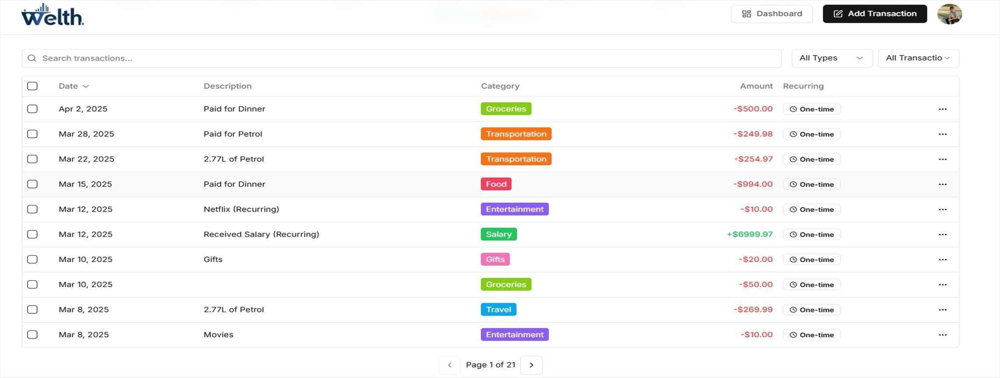 welth.
Dashboard
Add Transaction
Search transactions...
All Types
All Transactio
Date Description Category Amount Recurring
Apr 2, 2025 Paid for Dinner Groceries -$500.00 One-time
Mar 28, 2025 Paid for Petrol Transportation -$249.98 One-time
Mar 22, 2025 2.77L of Petrol Transportation -$254.97 One-time
Mar 15, 2025 Paid for Dinner Food -$994.00 One-time
Mar 12, 2025 Netflix (Recurring) Entertainment -$10.00 One-time
Mar 12, 2025 Received Salary (Recurring) Salary +$6999.97 One-time
Mar 10, 2025 Gifts Gifts -$20.00 One-time
Mar 10, 2025 Groceries -$50.00 One-time
Mar 8, 2025 2.77L of Petrol Travel -$269.99 One-time
Mar 8, 2025 Movies Entertainment -$10.00 One-time
Page 1 of 21